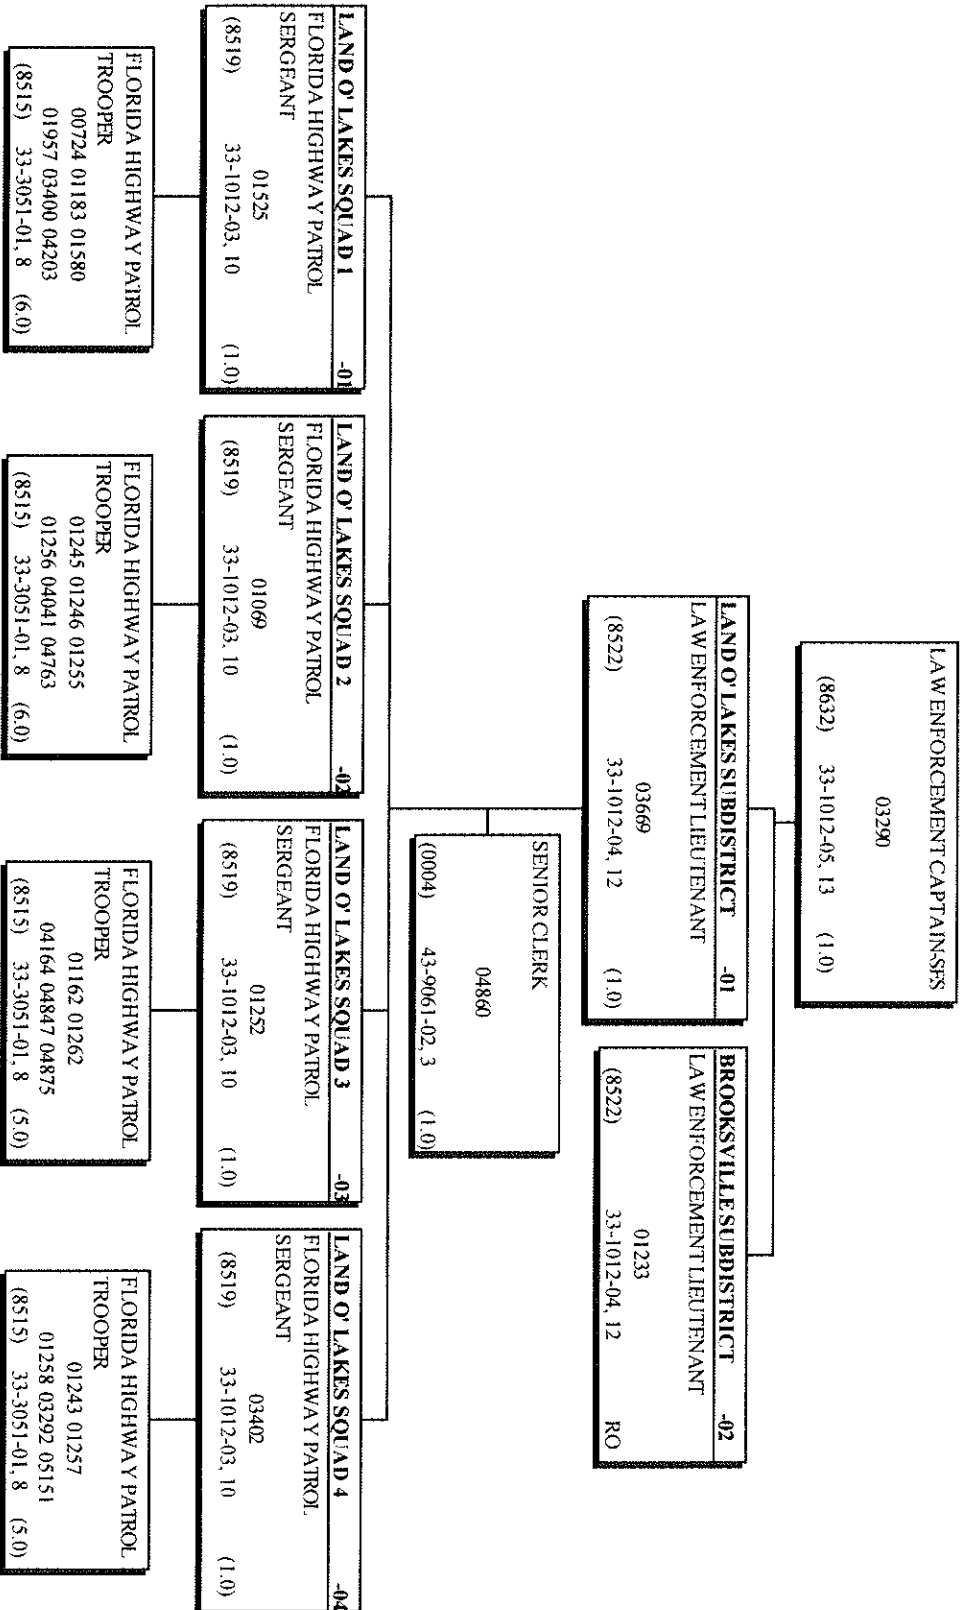 LAW ENFORCEMENT CAPTAIN-SES
03290
(8632) 33-1012-05, 13 (1.0)
LAND O' LAKES SUBDISTRICT -01
LAW ENFORCEMENT LIEUTENANT
03669
(8522) 33-1012-04, 12 (1.0)
BROOKSVILLE SUBDISTRICT -02
LAW ENFORCEMENT LIEUTENANT
01233
(8522) 33-1012-04, 12 RO
SENIOR CLERK
04860
(0004) 43-9061-02, 3 (1.0)
LAND O' LAKES SQUAD 1 -01
FLORIDA HIGHWAY PATROL
SERGEANT
01525
(8519) 33-1012-03, 10 (1.0)
LAND O' LAKES SQUAD 2 -02
FLORIDA HIGHWAY PATROL
SERGEANT
01069
(8519) 33-1012-03, 10 (1.0)
LAND O' LAKES SQUAD 3 -03
FLORIDA HIGHWAY PATROL
SERGEANT
01252
(8519) 33-1012-03, 10 (1.0)
LAND O' LAKES SQUAD 4 -04
FLORIDA HIGHWAY PATROL
SERGEANT
03402
(8519) 33-1012-03, 10 (1.0)
FLORIDA HIGHWAY PATROL
TROOPER
00724 01183 01580
01957 03400 04203
(8515) 33-3051-01, 8 (6.0)
FLORIDA HIGHWAY PATROL
TROOPER
01245 01246 01255
01256 04041 04763
(8515) 33-3051-01, 8 (6.0)
FLORIDA HIGHWAY PATROL
TROOPER
01162 01262
04164 04847 04875
(8515) 33-3051-01, 8 (5.0)
FLORIDA HIGHWAY PATROL
TROOPER
01243 01257
01258 03292 05151
(8515) 33-3051-01, 8 (5.0)